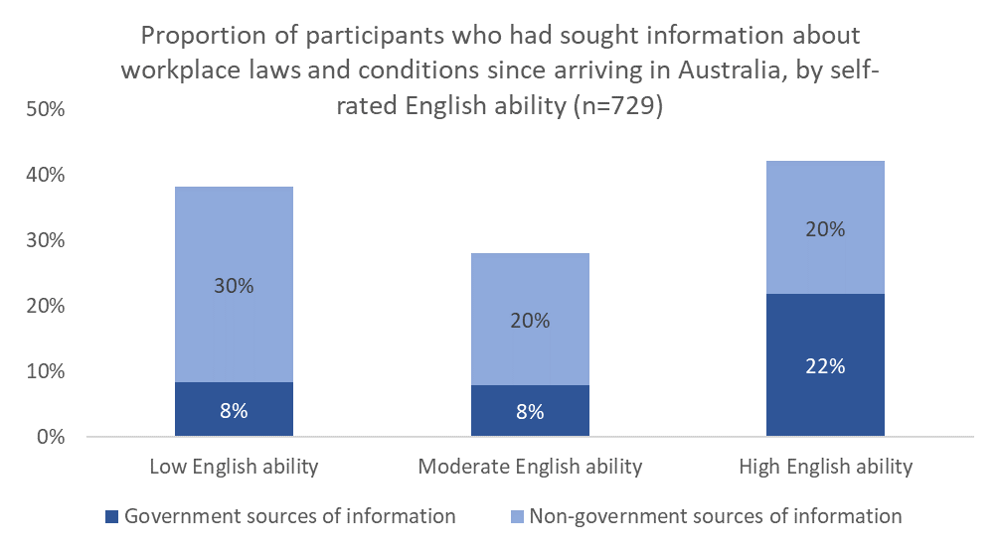 Proportion of participants who had sought information about
workplace laws and conditions since arriving in Australia, by self-
rated English ability (n=729)
50%
40%
30%
20%
10%
0%
30%
8%
20%
8%
20%
22%
Low English ability
Moderate English ability
High English ability
Government sources of information
Non-government sources of information